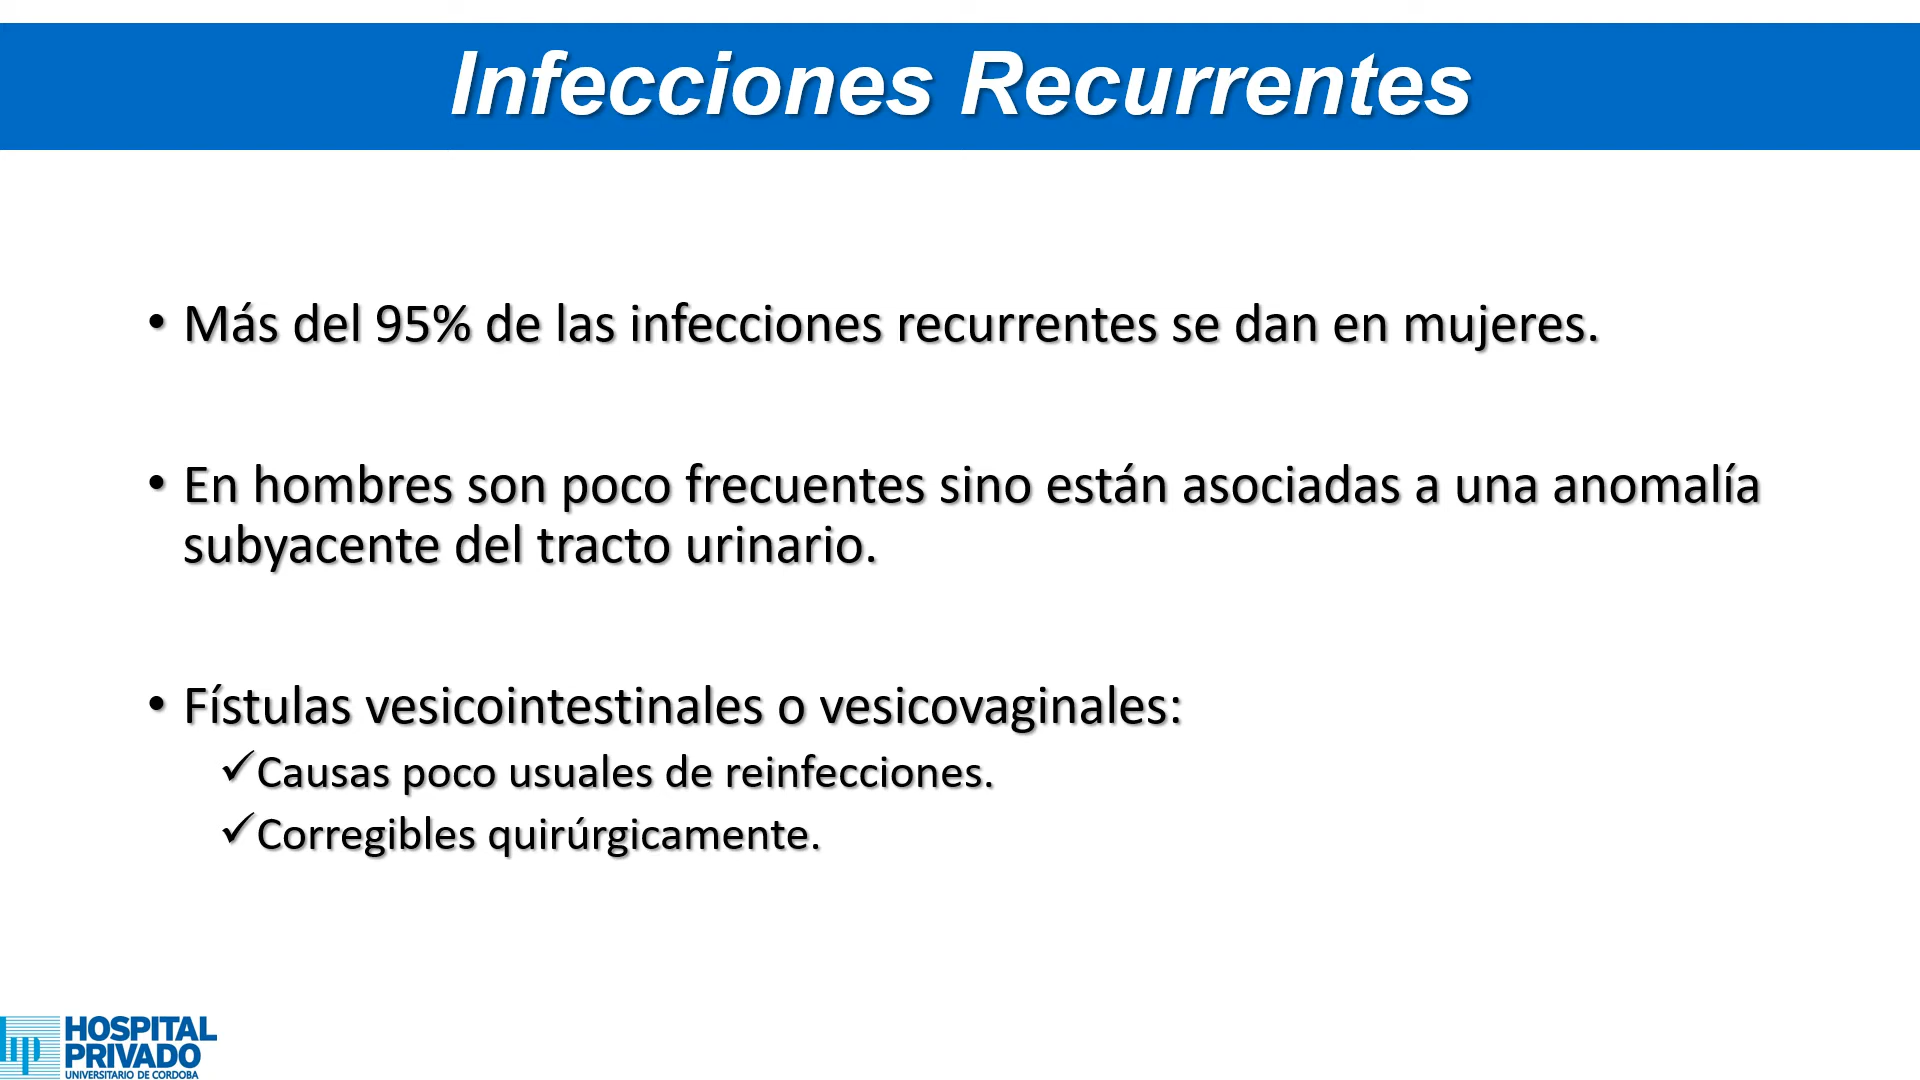 Infecciones Recurrentes
• Más del 95% de las infecciones recurrentes se dan en mujeres.
• En hombres son poco frecuentes sino están asociadas a una anomalía
subyacente del tracto urinario.
• Fístulas vesicointestinales o vesicovaginales:
✓Causas poco usuales de reinfecciones.
✓Corregibles quirúrgicamente.
hp HOSPITAL
PRIVADO
UNIVERSITARIO DE CORDOBA